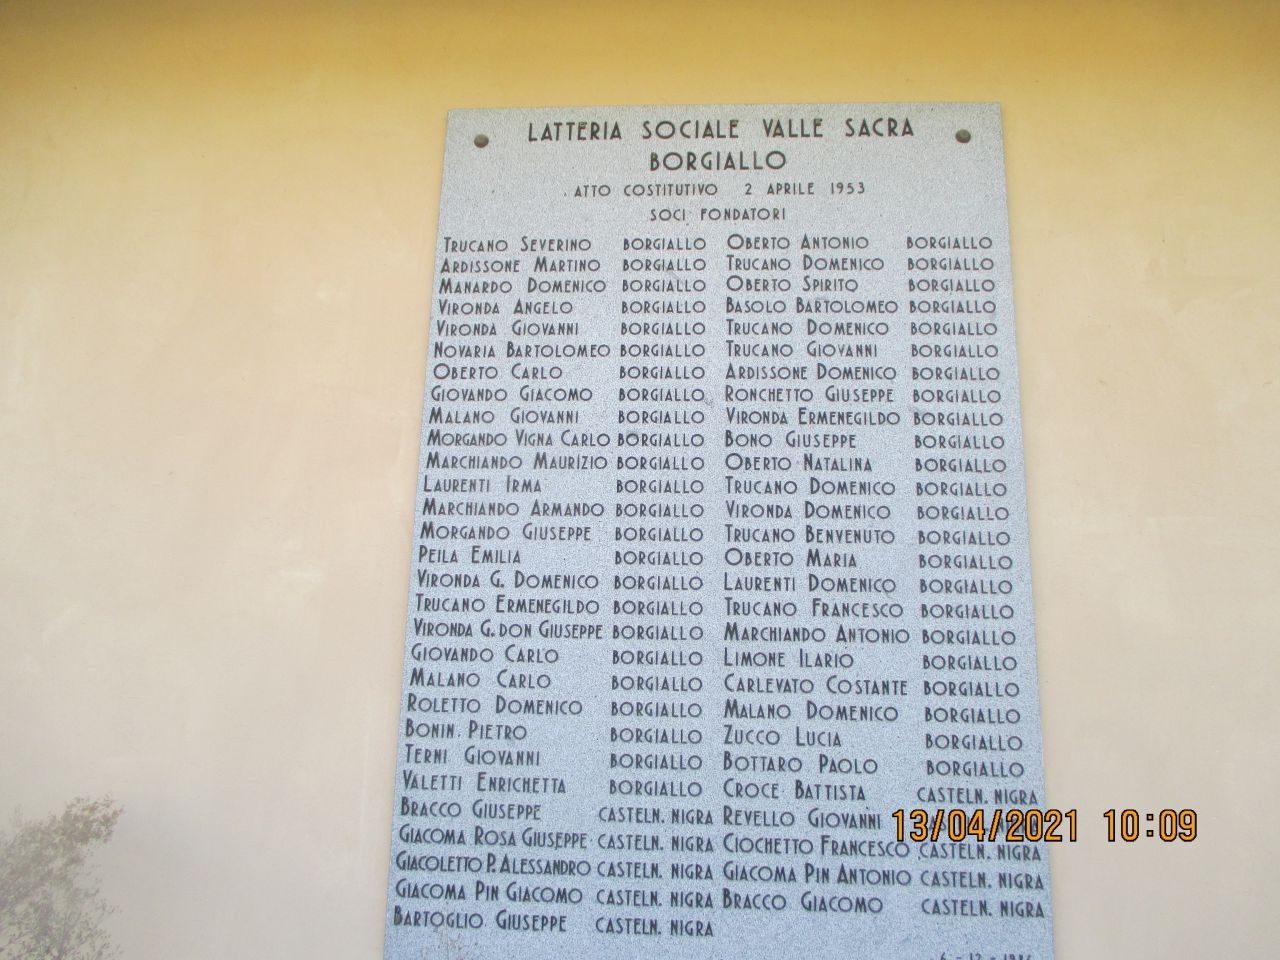 LATTERIA SOCIALE VALLE SACRA
BORGIALLO
ATTO COSTITUTIVO 2 APRILE 1953
SOCI FONDATORI
TRUCANO SEVERINO BORGIALLO OBERTO ANTONIO BORGIALLO
ARDISSONE MARTINO BORGIALLO TRUCANO DOMENICO BORGIALLO
MANARDO DOMENICO BORGIALLO OBERTO SPIRITO BORGIALLO
VIRONDA ANGELO BORGIALLO BASOLO BARTOLOMEO BORGIALLO
VIRONDA GIOVANNI BORGIALLO TRUCANO DOMENICO BORGIALLO
NOVARIA BARTOLOMEO BORGIALLO TRUCANO GIOVANNI BORGIALLO
OBERTO CARLO BORGIALLO ARDISSONE DOMENICO BORGIALLO
GIOVANDO GIACOMO BORGIALLO RONCHETTO GIUSEPPE BORGIALLO
MALANO GIOVANNI BORGIALLO VIRONDA ERMENEGILDO BORGIALLO
MORGANDO VIGNA CARLO BORGIALLO BONO GIUSEPPE BORGIALLO
MARCHIANDO MAURIZIO BORGIALLO OBERTO NATALINA BORGIALLO
LAURENTI IRMA BORGIALLO TRUCANO DOMENICO BORGIALLO
MARCHIANDO ARMANDO BORGIALLO VIRONDA DOMENICO BORGIALLO
MORGANDO GIUSEPPE BORGIALLO TRUCANO BENVENUTO BORGIALLO
PEILA EMILIA BORGIALLO OBERTO MARIA BORGIALLO
VIRONDA G. DOMENICO BORGIALLO LAURENTI DOMENICO BORGIALLO
TRUCANO ERMENEGILDO BORGIALLO TRUCANO FRANCESCO BORGIALLO
VIRONDA G. DON GIUSEPPE BORGIALLO MARCHIANDO ANTONIO BORGIALLO
GIOVANDO CARLO BORGIALLO LIMONE ILARIO BORGIALLO
MALANO CARLO BORGIALLO CARLEVATO COSTANTE BORGIALLO
ROLETTO DOMENICO BORGIALLO MALANO DOMENICO BORGIALLO
BONIN. PIETRO BORGIALLO ZUCCO LUCIA BORGIALLO
TERNI GIOVANNI BORGIALLO BOTTARO PAOLO BORGIALLO
VALETTI ENRICHETTA BORGIALLO CROCE BATTISTA CASTELN. NIGRA
BRACCO GIUSEPPE CASTELN. NIGRA REVELLO GIOVANNI CASTELN. NIGRA
GIACOMA ROSA GIUSEPPE CASTELN. NIGRA CIOCHETTO FRANCESCO CASTELN. NIGRA
GIACOLETTO P. ALESSANDRO CASTELN. NIGRA GIACOMA PIN ANTONIO CASTELN. NIGRA
GIACOMA PIN GIACOMO CASTELN. NIGRA BRACCO GIACOMO CASTELN. NIGRA
BARTOGLIO GIUSEPPE CASTELN. NIGRA
13/04/2021 10:09